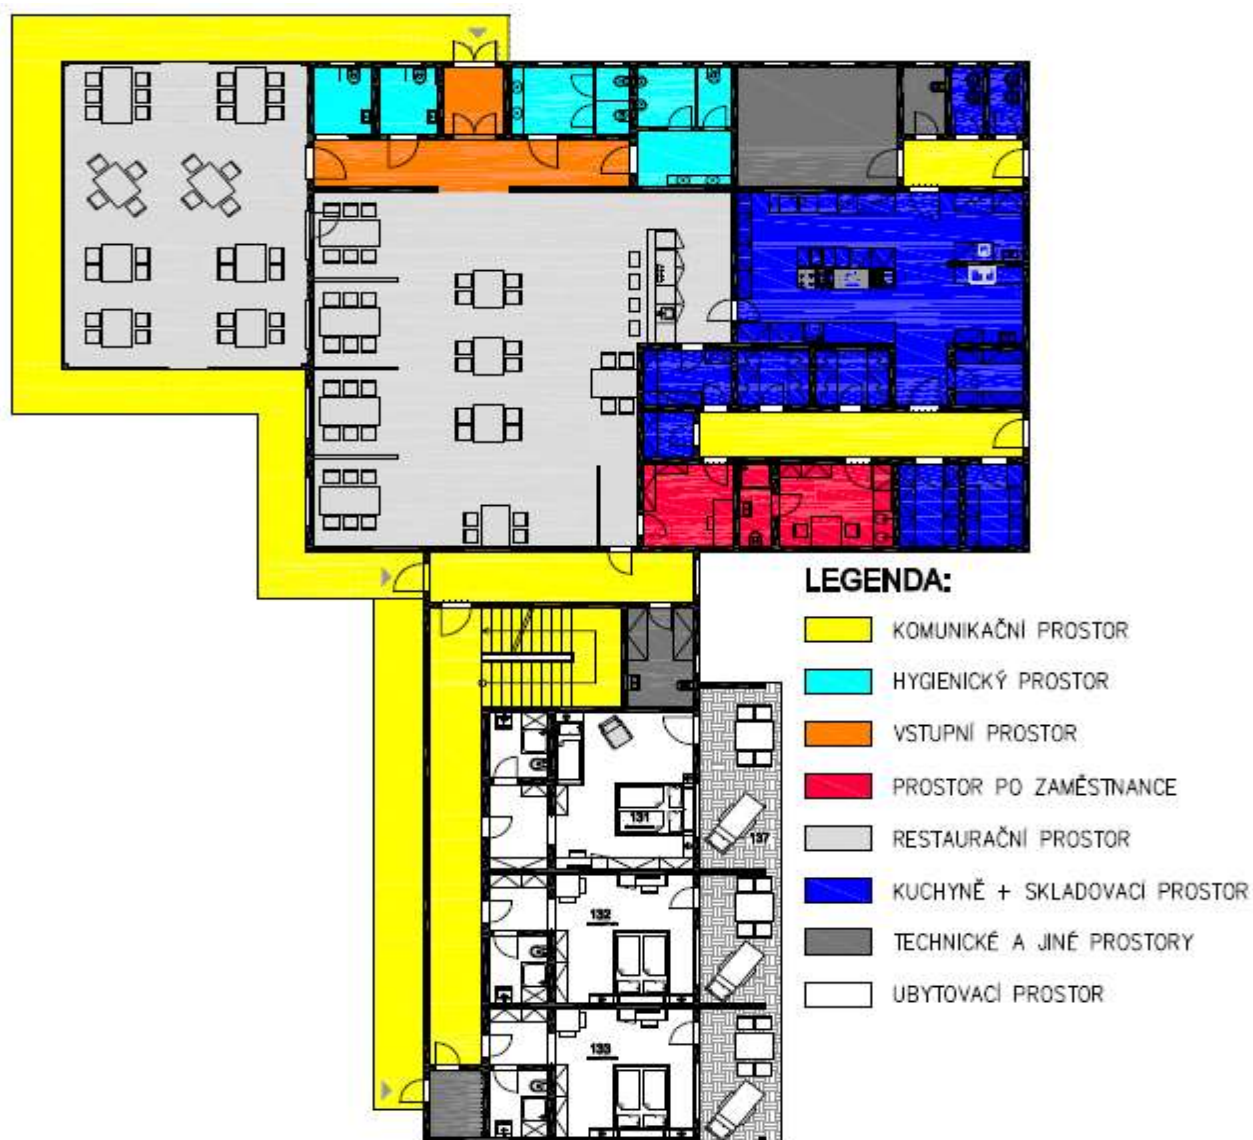 LEGENDA:
KOMUNIKAČNÍ PROSTOR
HYGIENICKÝ PROSTOR
VSTUPNÍ PROSTOR
PROSTOR PO ZAMĚSTNANCE
RESTAURAČNÍ PROSTOR
KUCHYNĚ + SKLADOVACÍ PROSTOR
TECHNICKÉ A JINÉ PROSTORY
UBYTOVACÍ PROSTOR
131
137
132
133